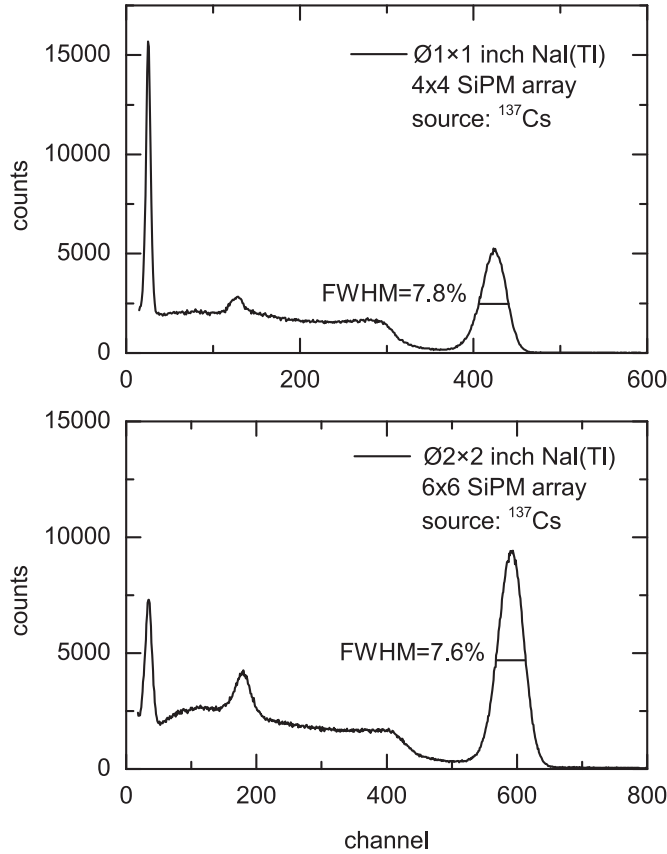 15000
10000
5000
0
counts
Ø1×1 inch NaI(Tl)
4x4 SiPM array
source: ¹³⁷Cs
FWHM=7.8%
0 200 400 600
15000
10000
5000
0
counts
Ø2×2 inch NaI(Tl)
6x6 SiPM array
source: ¹³⁷Cs
FWHM=7.6%
0 200 400 600 800
channel